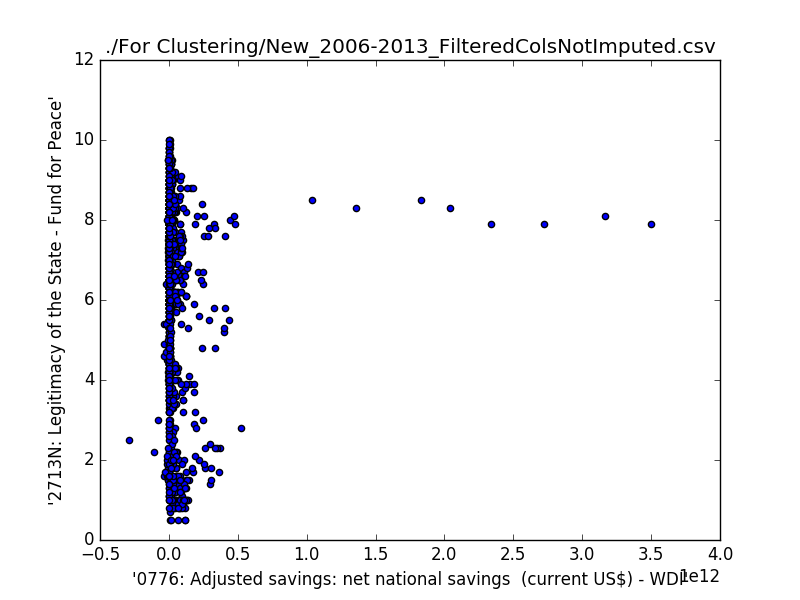 ./For Clustering/New_2006-2013_FilteredColsNotImputed.csv
12
10
8
6
4
2
0
'2713N: Legitimacy of the State - Fund for Peace'
−0.5 0.0 0.5 1.0 1.5 2.0 2.5 3.0 3.5 4.0
1e12
'0776: Adjusted savings: net national savings  (current US$) - WDI'